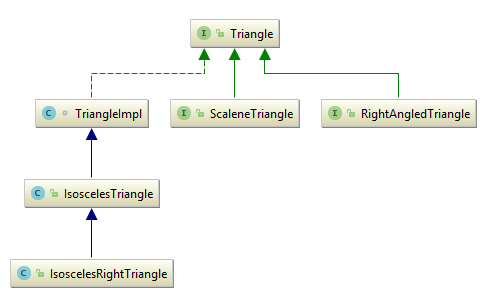 I Triangle
C TriangleImpl
I ScaleneTriangle
I RightAngledTriangle
C IsoscelesTriangle
C IsoscelesRightTriangle